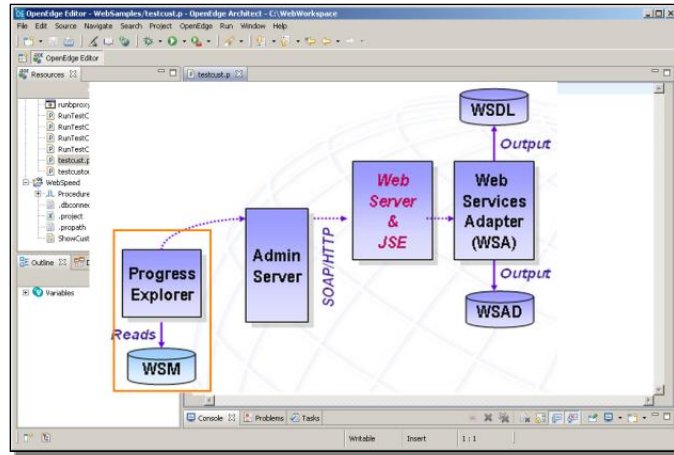 OpenEdge Editor - WebSamples/testcust.p - OpenEdge Architect - C:\WebWorkspace
File Edit Source Navigate Search Project OpenEdge Run Window Help
OpenEdge Editor
Resources
testcust.p
runbproxy
RunTestC
RunTestC
RunTestC
testcust.p
testcustor
WebSpeed
Procedure
.dbconnec
.project
.propath
ShowCust
Outline
Variables
WSDL
Output
Web
Services
Adapter
(WSA)
Output
WSAD
Web
Server
&
JSE
SOAP/HTTP
Admin
Server
Progress
Explorer
Reads
WSM
Console Problems Tasks
Writable Insert 1 : 1